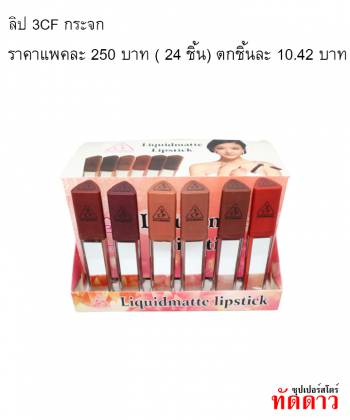 ลิป 3CF กระจก
ราคาแพคละ 250 บาท ( 24 ชิ้น) ตกชิ้นละ 10.42 บาท
Liquidmatte
Lipstick
Liquidmatte
Liquidmatte lipstick
ซุปเปอร์สโตร์
ทัดดาว